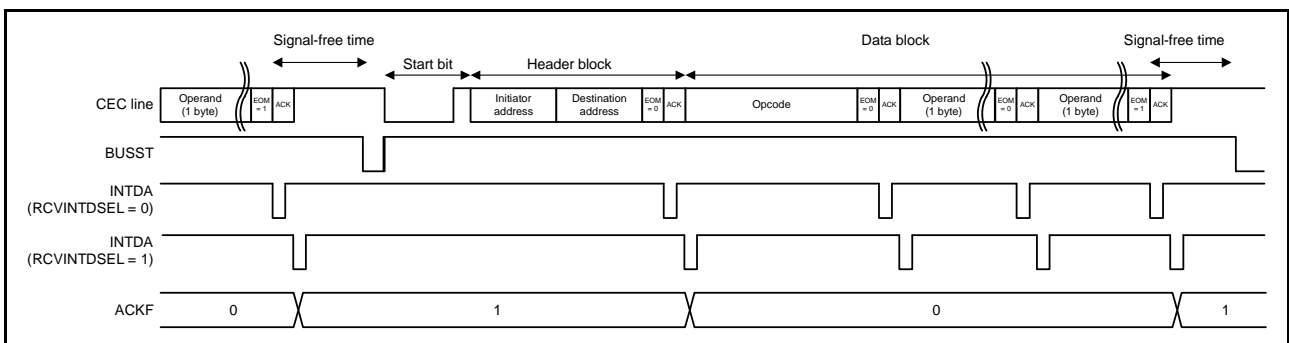 Signal-free time
Data block
Signal-free time
Start bit
Header block
CEC line
Operand
(1 byte)
EOM
= 1
ACK
Initiator
address
Destination
address
EOM
= 0
ACK
Opcode
EOM
= 0
ACK
Operand
(1 byte)
EOM
= 0
ACK
Operand
(1 byte)
EOM
= 1
ACK
BUSST
INTDA
(RCVINTDSEL = 0)
INTDA
(RCVINTDSEL = 1)
ACKF
0
1
0
1